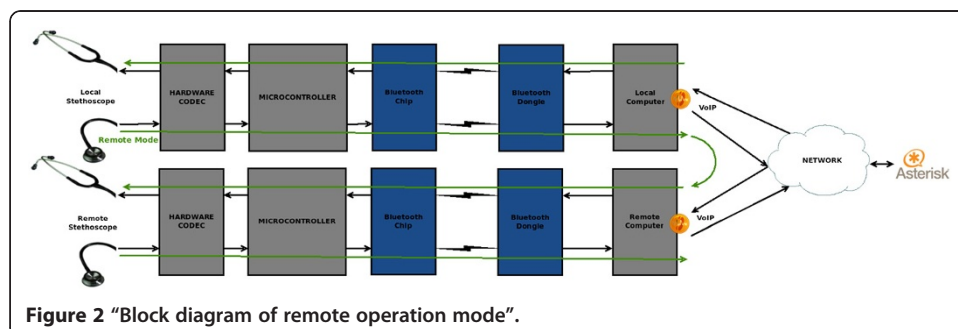 Local
Stethoscope
HARDWARE
CODEC
MICROCONTROLLER
Bluetooth
Chip
Bluetooth
Dongle
Local
Computer
VoIP
Remote Mode
NETWORK
Asterisk
Remote
Stethoscope
HARDWARE
CODEC
MICROCONTROLLER
Bluetooth
Chip
Bluetooth
Dongle
Remote
Computer
VoIP
Figure 2 “Block diagram of remote operation mode”.